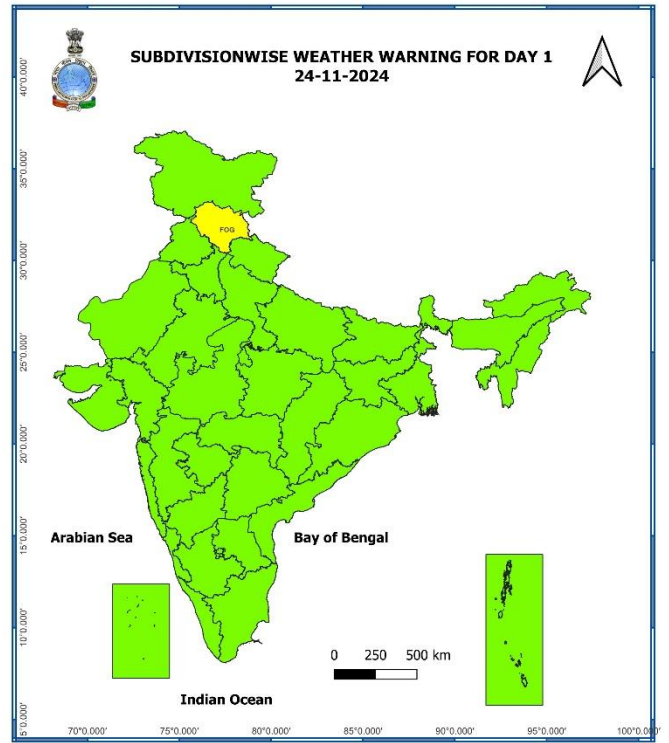 SUBDIVISIONWISE WEATHER WARNING FOR DAY 1
24-11-2024
40°0.000'
35°0.000'
FOG
30°0.000'
25°0.000'
20°0.000'
Arabian Sea
Bay of Bengal
15°0.000'
10°0.000'
0 250 500 km
Indian Ocean
5°0.000'
70°0.000' 75°0.000' 80°0.000' 85°0.000' 90°0.000' 95°0.000' 100°0.000'